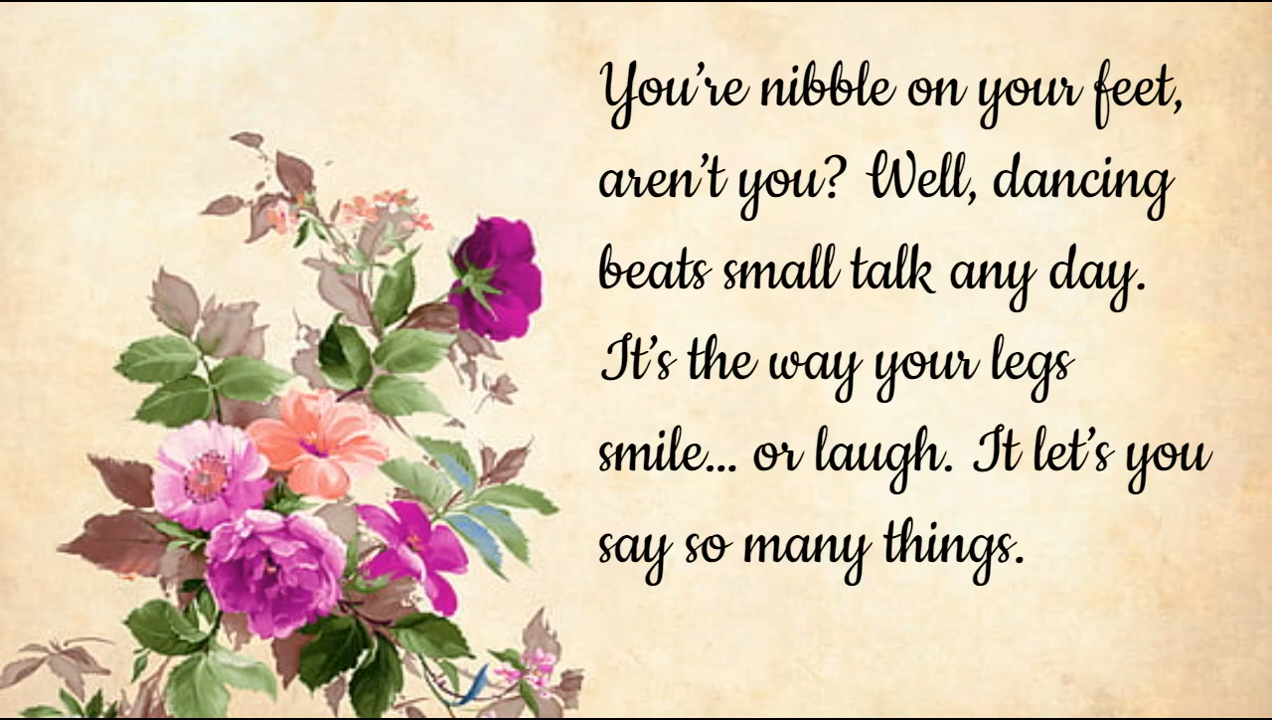 You're nibble on your feet,
aren't you? Well, dancing
beats small talk any day.
It's the way your legs
smile... or laugh. It let's you
say so many things.